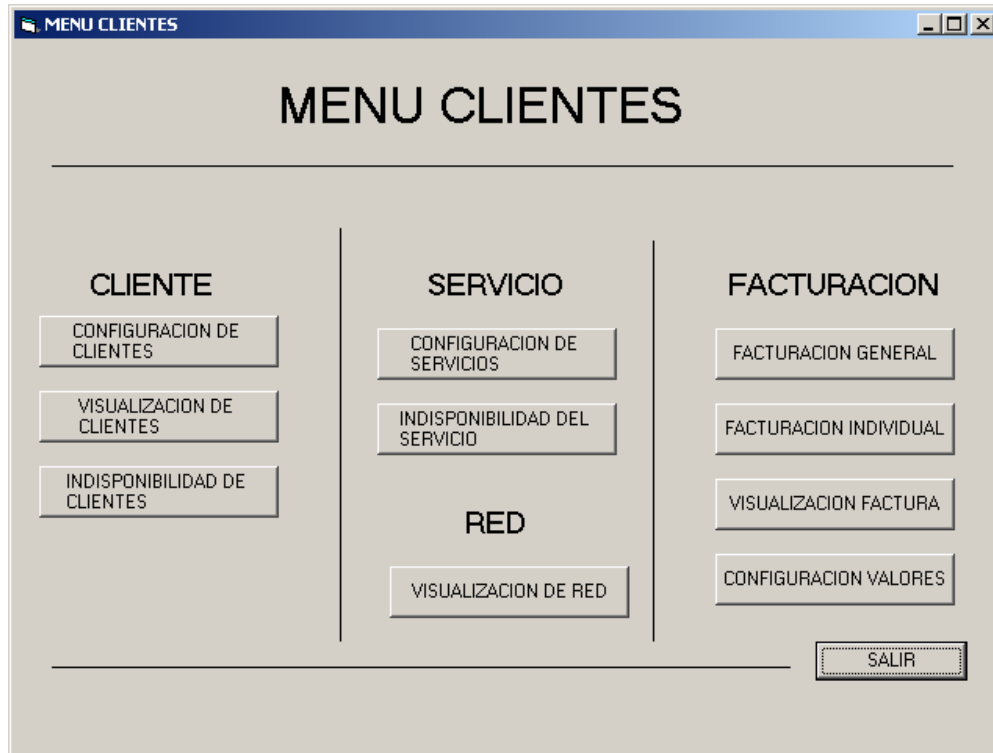 MENU CLIENTES
MENU CLIENTES
CLIENTE
CONFIGURACION DE
CLIENTES
VISUALIZACION DE
CLIENTES
INDISPONIBILIDAD DE
CLIENTES
SERVICIO
CONFIGURACION DE
SERVICIOS
INDISPONIBILIDAD DEL
SERVICIO
RED
VISUALIZACION DE RED
FACTURACION
FACTURACION GENERAL
FACTURACION INDIVIDUAL
VISUALIZACION FACTURA
CONFIGURACION VALORES
SALIR